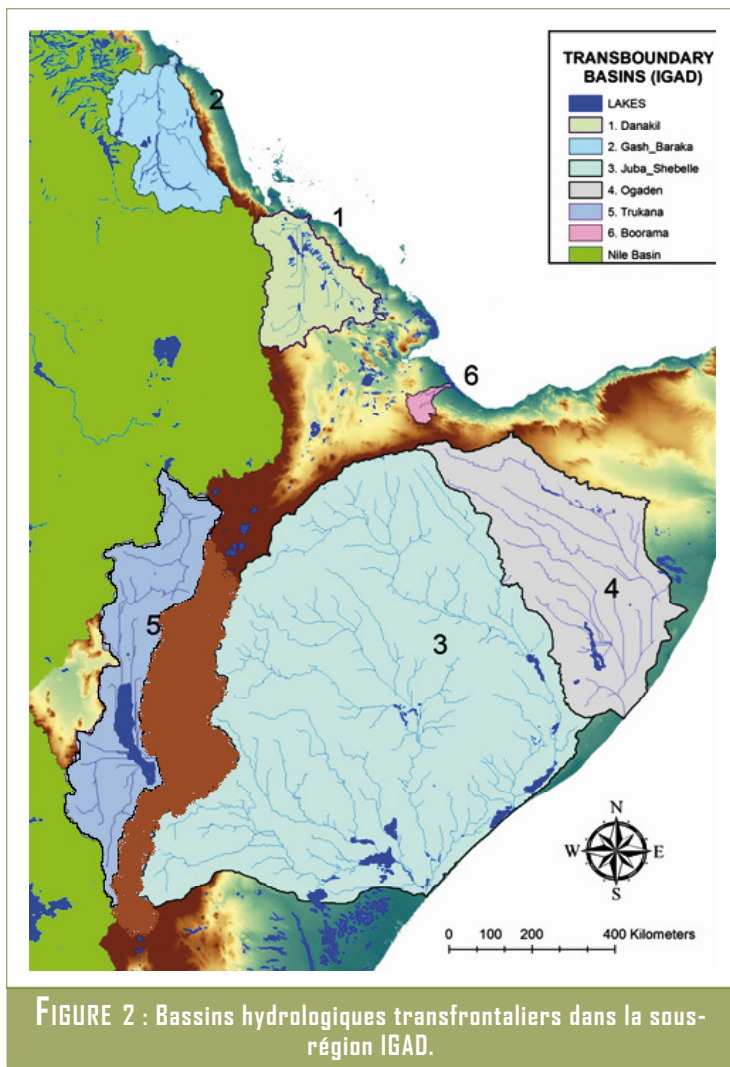 TRANSBOUNDARY
BASINS (IGAD)
LAKES
1. Danakil
2. Gash_Baraka
3. Juba_Shebelle
4. Ogaden
5. Trukana
6. Boorama
Nile Basin
2
1
6
4
3
5
N
W E
S
0 100 200 400 Kilometers
FIGURE 2 : Bassins hydrologiques transfrontaliers dans la sous-
région IGAD.